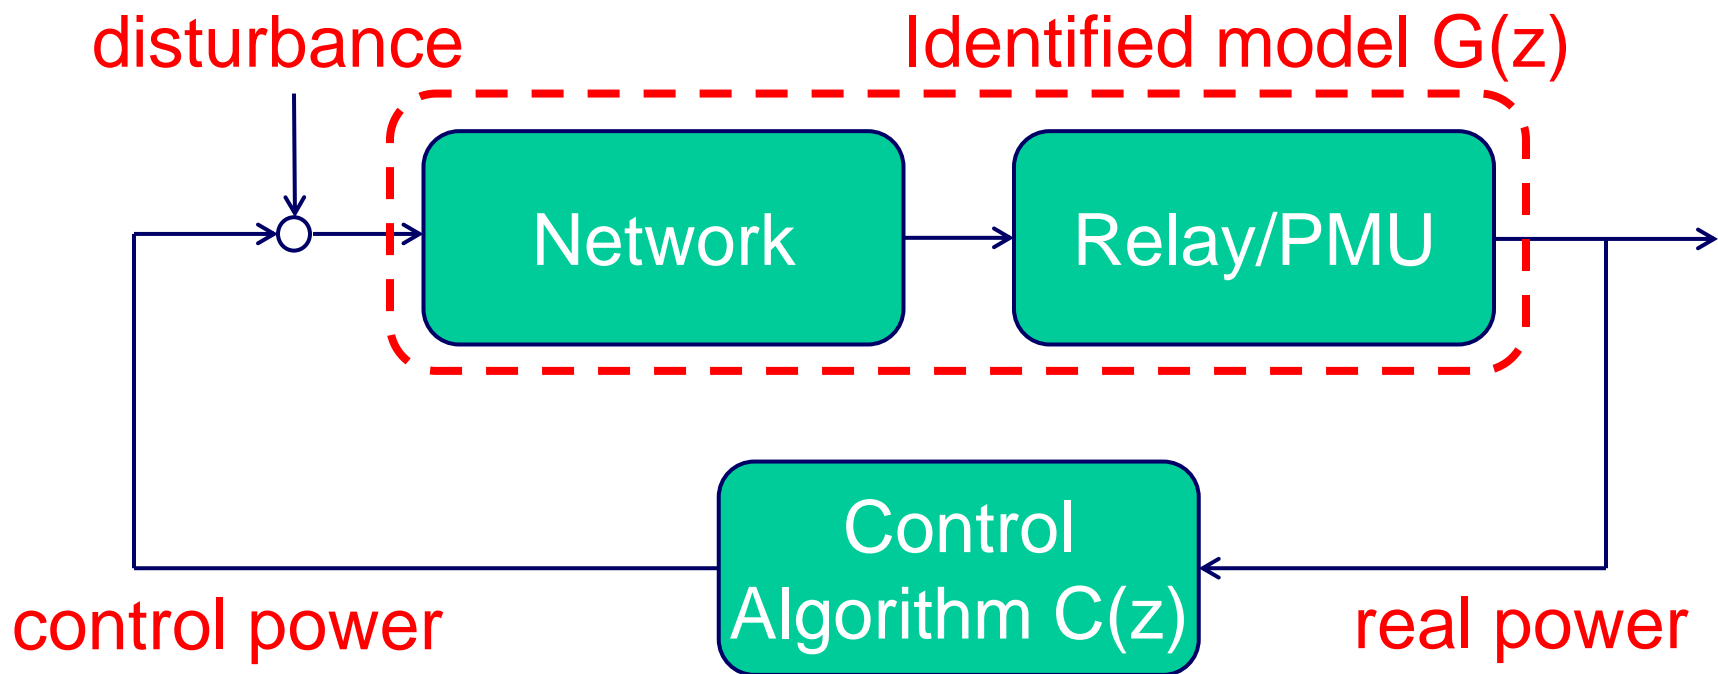 disturbance
Identified model G(z)
Network
Relay/PMU
Control
Algorithm C(z)
control power
real power